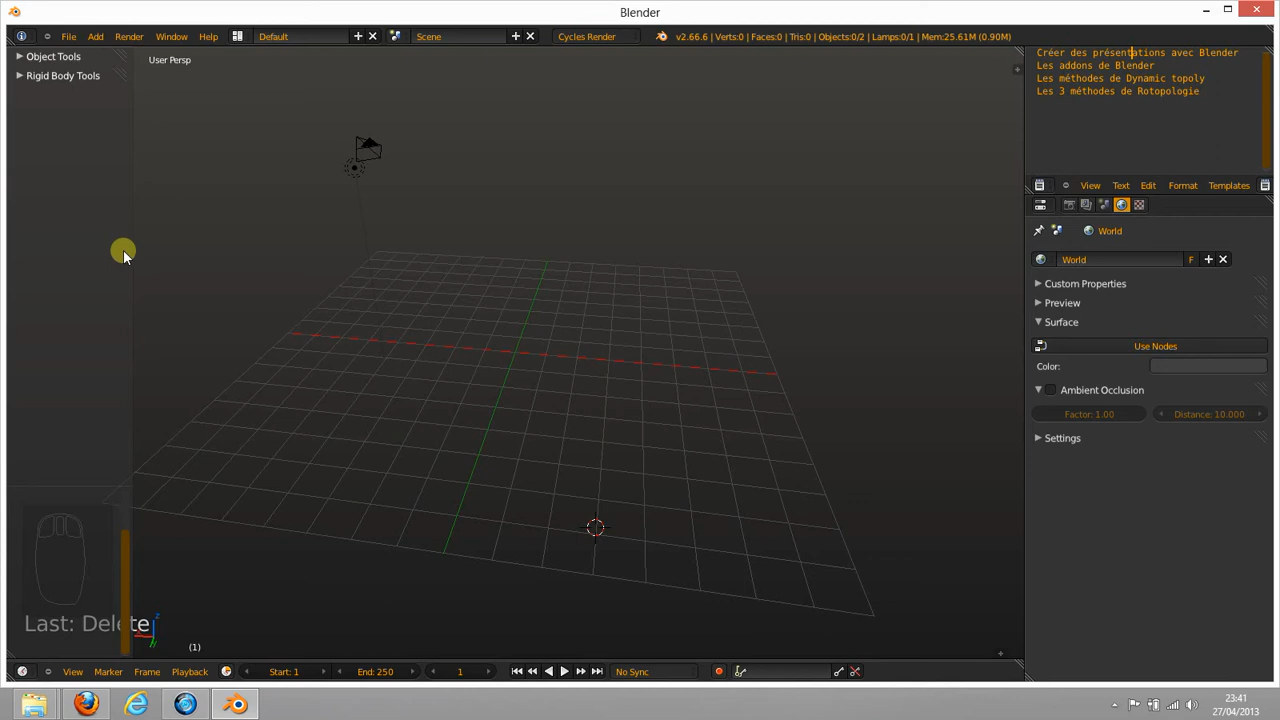 Blender
File Add Render Window Help Default Scene Cycles Render v2.66.6 | Verts:0 | Faces:0 | Tris:0 | Objects:0/2 | Lamps:0/1 | Mem:25.61M (0.90M)
Object Tools
Rigid Body Tools
User Persp
Créer des présentations avec Blender
Les addons de Blender
Les méthodes de Dynamic topoly
Les 3 méthodes de Rotopologie
View Text Edit Format Templates
World
World F
Custom Properties
Preview
Surface
Use Nodes
Color:
Ambient Occlusion
Factor: 1.00 Distance: 10.000
Settings
Last: Delete
z
y
(1)
View Marker Frame Playback Start: 1 End: 250 1 No Sync
23:41
27/04/2013